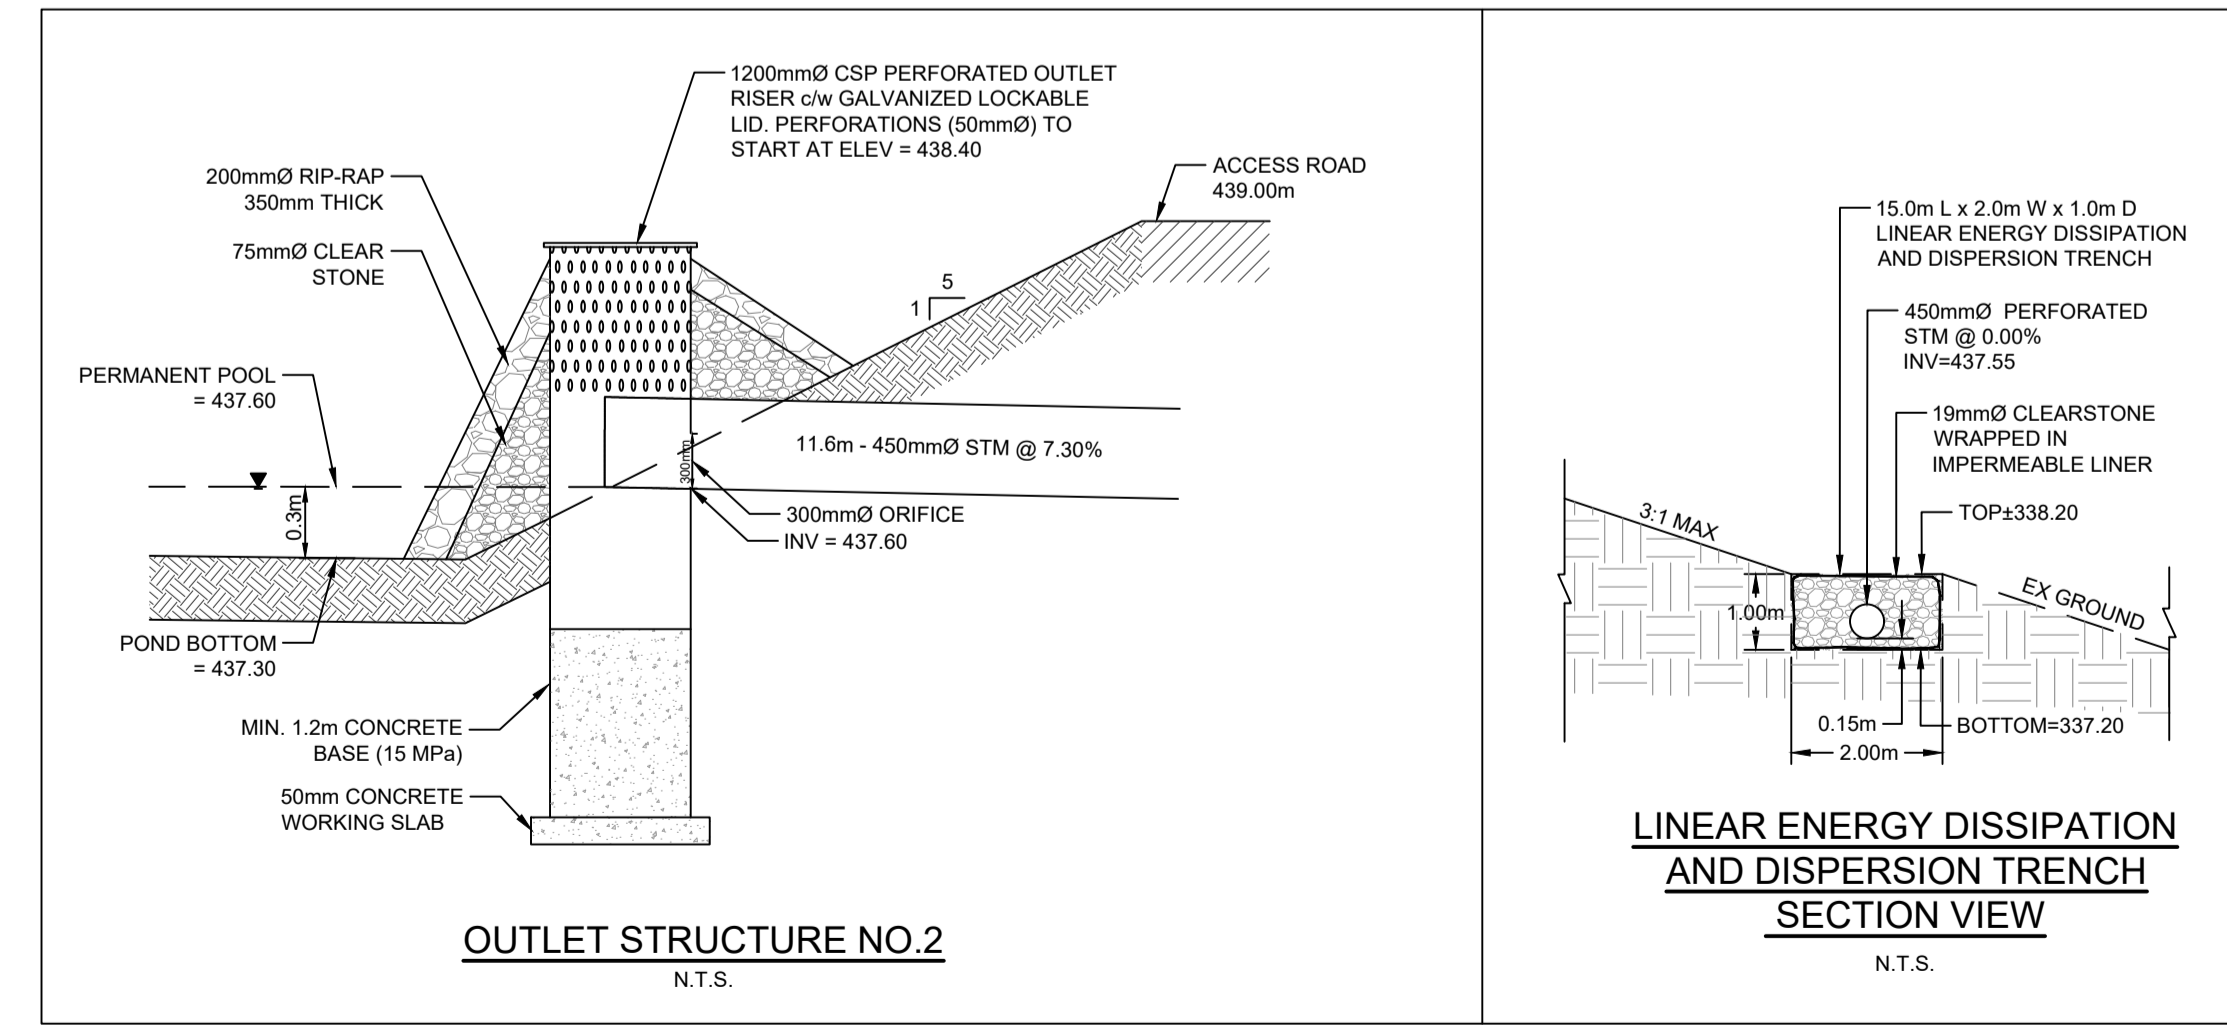 1200mmØ CSP PERFORATED OUTLET
RISER c/w GALVANIZED LOCKABLE
LID. PERFORATIONS (50mmØ) TO
START AT ELEV = 438.40
200mmØ RIP-RAP
350mm THICK
75mmØ CLEAR
STONE
ACCESS ROAD
439.00m
5
1
PERMANENT POOL
= 437.60
0.3m
300mm
11.6m - 450mmØ STM @ 7.30%
300mmØ ORIFICE
INV = 437.60
POND BOTTOM
= 437.30
MIN. 1.2m CONCRETE
BASE (15 MPa)
50mm CONCRETE
WORKING SLAB
OUTLET STRUCTURE NO.2
N.T.S.
15.0m L x 2.0m W x 1.0m D
LINEAR ENERGY DISSIPATION
AND DISPERSION TRENCH
450mmØ PERFORATED
STM @ 0.00%
INV=437.55
19mmØ CLEARSTONE
WRAPPED IN
IMPERMEABLE LINER
TOP±338.20
3:1 MAX
EX GROUND
1.00m
0.15m
BOTTOM=337.20
2.00m
LINEAR ENERGY DISSIPATION
AND DISPERSION TRENCH
SECTION VIEW
N.T.S.